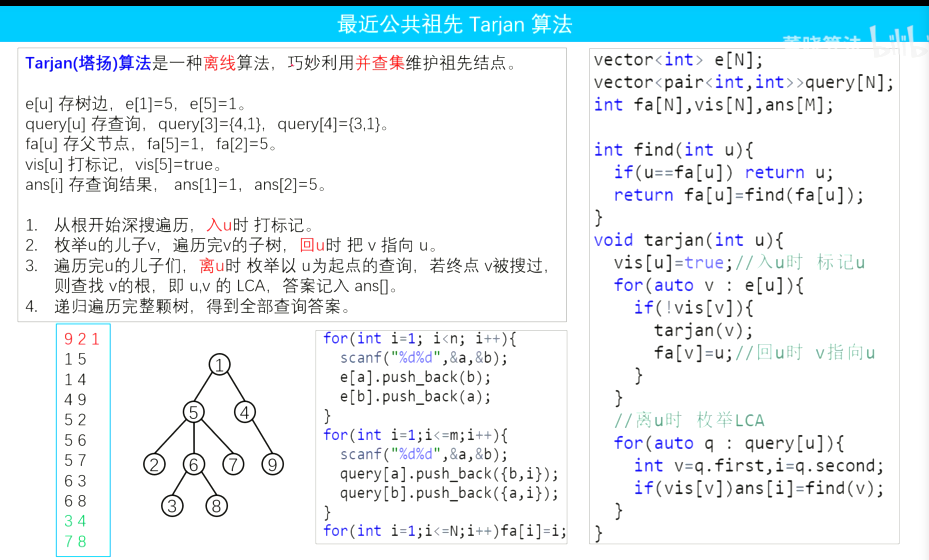 最近公共祖先 Tarjan 算法
Tarjan(塔扬)算法是一种离线算法，巧妙利用并查集维护祖先结点。
e[u] 存树边，e[1]=5，e[5]=1。
query[u] 存查询，query[3]={4,1}，query[4]={3,1}。
fa[u] 存父节点，fa[5]=1，fa[2]=5。
vis[u] 打标记，vis[5]=true。
ans[i] 存查询结果， ans[1]=1，ans[2]=5。
1. 从根开始深搜遍历，入u时 打标记。
2. 枚举u的儿子v，遍历完v的子树，回u时 把 v 指向 u。
3. 遍历完u的儿子们，离u时 枚举以 u为起点的查询，若终点 v被搜过，
则查找 v的根，即 u,v 的 LCA，答案记入 ans[]。
4. 递归遍历完整颗树，得到全部查询答案。
9 2 1
1 5
1 4
4 9
5 2
5 6
5 7
6 3
6 8
3 4
7 8
1
5 4
2 6 7 9
3 8
for(int i=1; i<n; i++){
scanf("%d%d",&a,&b);
e[a].push_back(b);
e[b].push_back(a);
}
for(int i=1;i<=m;i++){
scanf("%d%d",&a,&b);
query[a].push_back({b,i});
query[b].push_back({a,i});
}
for(int i=1;i<=N;i++)fa[i]=i;
vector<int> e[N];
vector<pair<int,int>>query[N];
int fa[N],vis[N],ans[M];
int find(int u){
if(u==fa[u]) return u;
return fa[u]=find(fa[u]);
}
void tarjan(int u){
vis[u]=true;//入u时 标记u
for(auto v : e[u]){
if(!vis[v]){
tarjan(v);
fa[v]=u;//回u时 v指向u
}
}
//离u时 枚举LCA
for(auto q : query[u]){
int v=q.first,i=q.second;
if(vis[v])ans[i]=find(v);
}
}